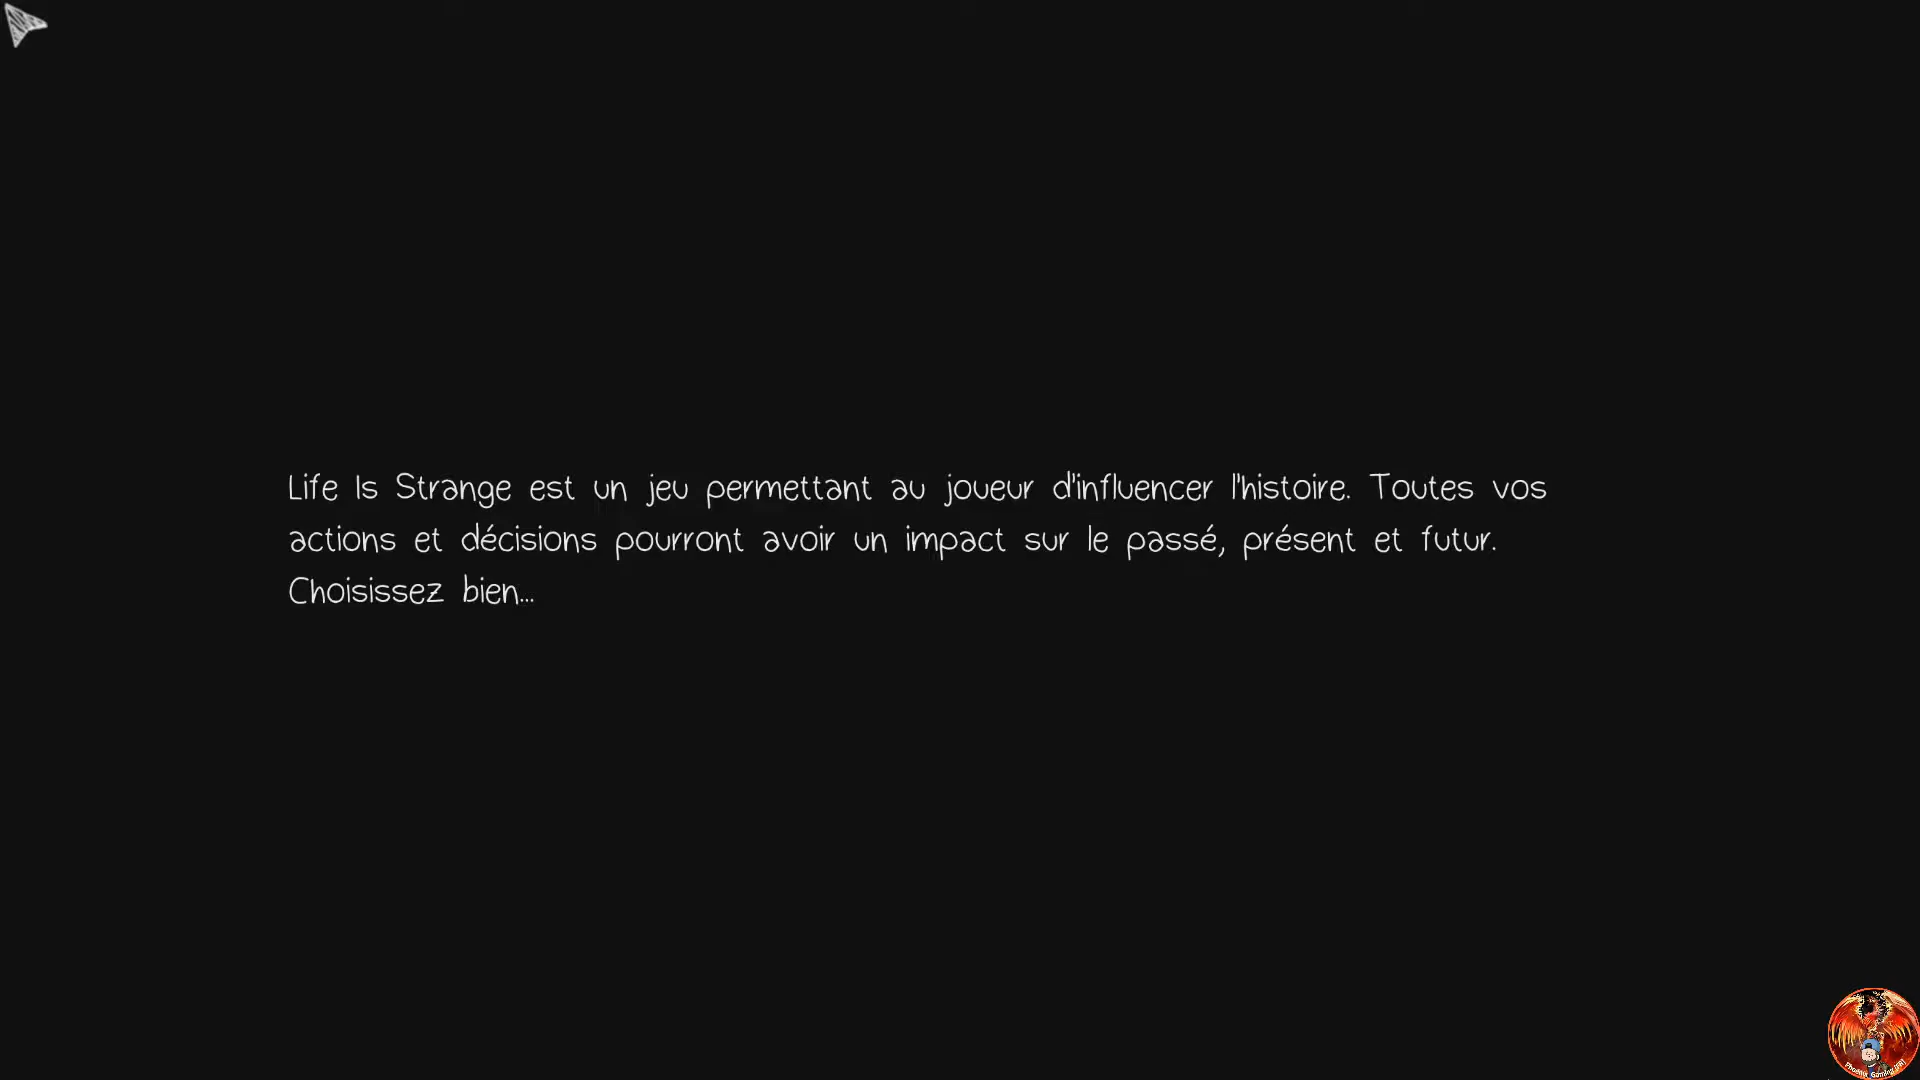 Life Is Strange est un jeu permettant au joueur d'influencer l'histoire. Toutes vos
actions et décisions pourront avoir un impact sur le passé, présent et futur.
Choisissez bien...